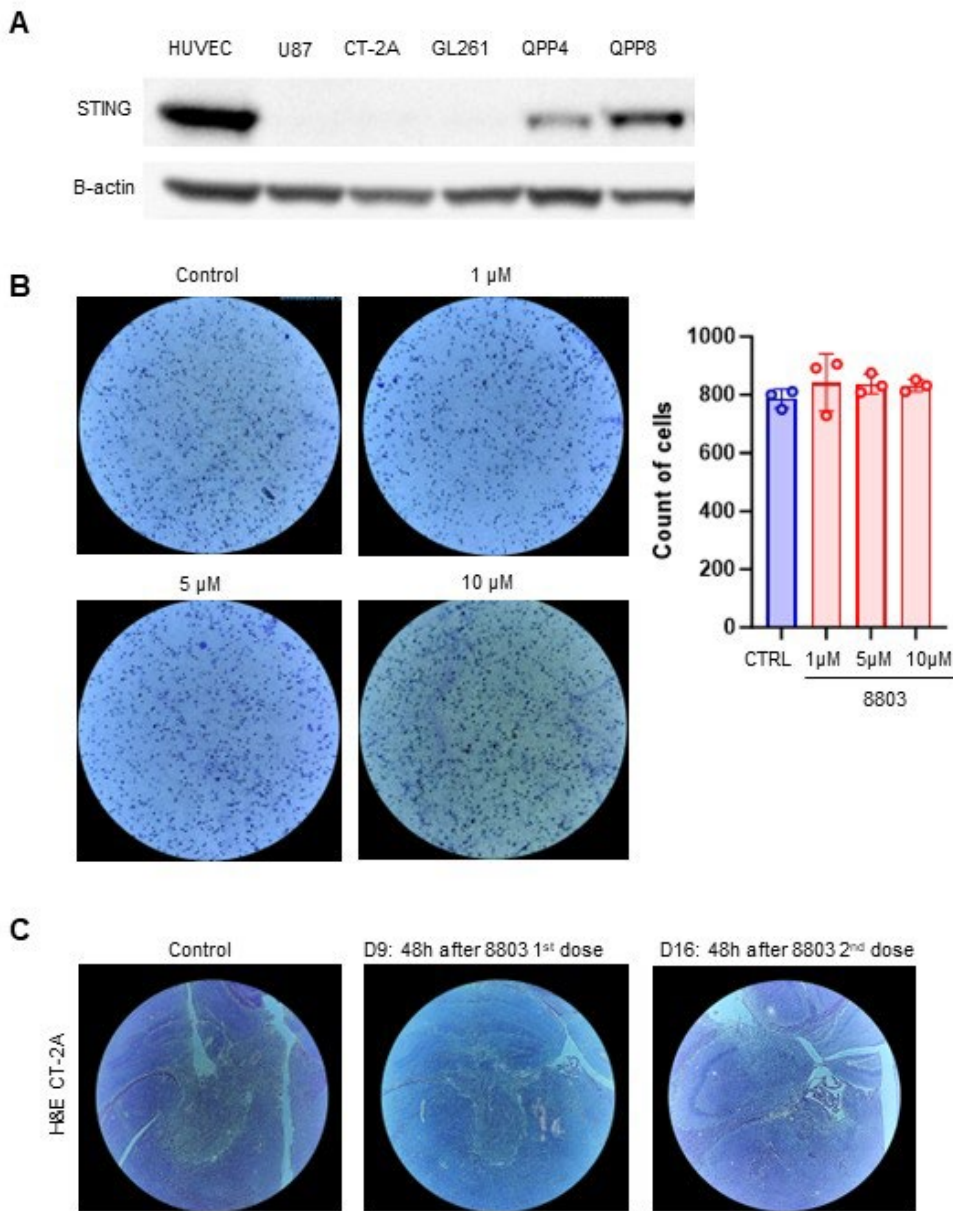 A
HUVEC U87 CT-2A GL261 QPP4 QPP8
STING
B-actin
B
Control 1 µM
5 µM 10 µM
1000
800
600
400
200
0
Count of cells
CTRL 1µM 5µM 10µM
8803
C
Control D9: 48h after 8803 1st dose D16: 48h after 8803 2nd dose
H&E CT-2A